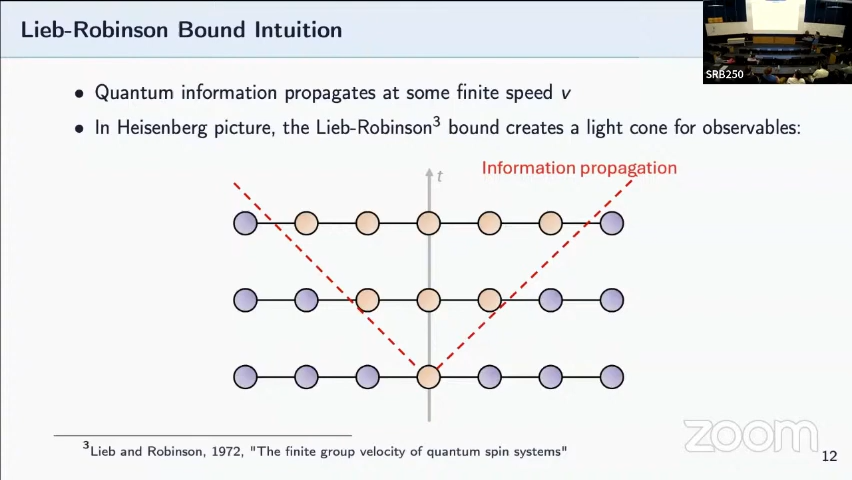 Lieb-Robinson Bound Intuition
SRB250
• Quantum information propagates at some finite speed v
• In Heisenberg picture, the Lieb-Robinson³ bound creates a light cone for observables:
Information propagation
t
³Lieb and Robinson, 1972, "The finite group velocity of quantum spin systems"
zoom
12